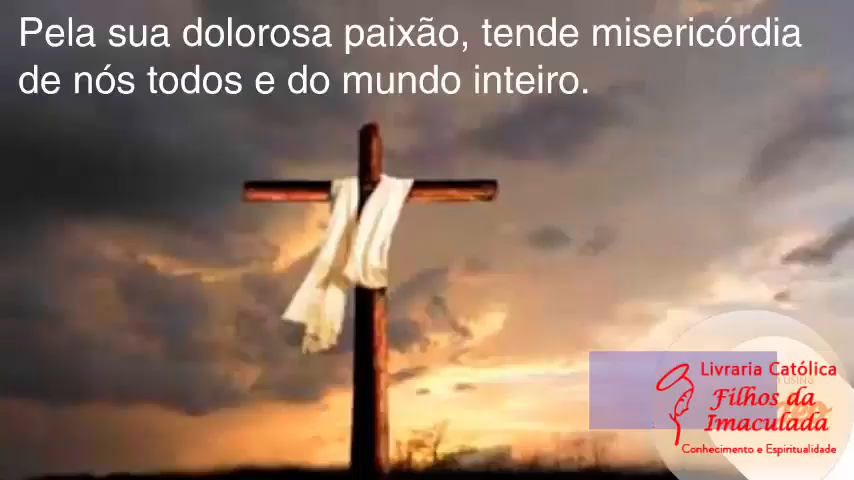 Pela sua dolorosa paixão, tende misericórdia
de nós todos e do mundo inteiro.
Livraria Católica
Filhos da
Imaculada
Conhecimento e Espiritualidade